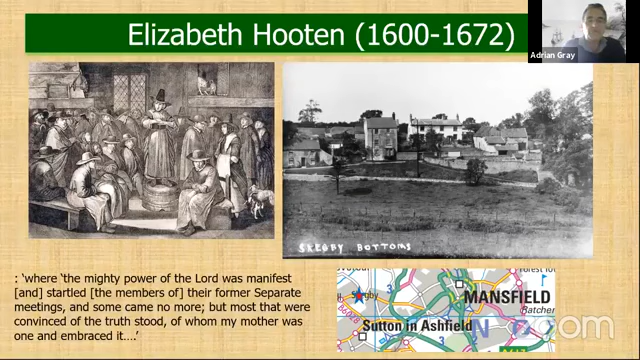 Elizabeth Hooten (1600-1672)
Adrian Gray
SKEGBY BOTTOMS
: 'where 'the mighty power of the Lord was manifest
[and] startled [the members of] their former Separate
meetings, and some came no more; but most that were
convinced of the truth stood, of whom my mother was
one and embraced it….'
MANSFIELD
Sutton in Ashfield
zoom